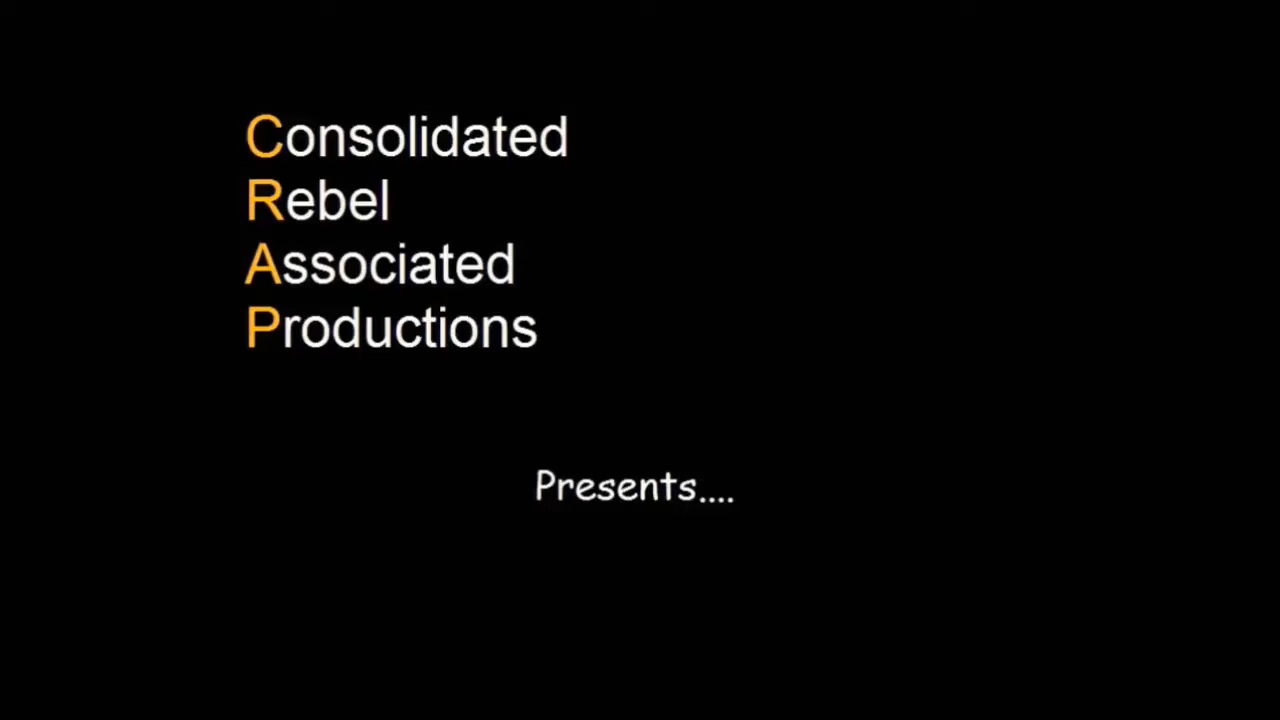 Consolidated
Rebel
Associated
Productions
Presents....